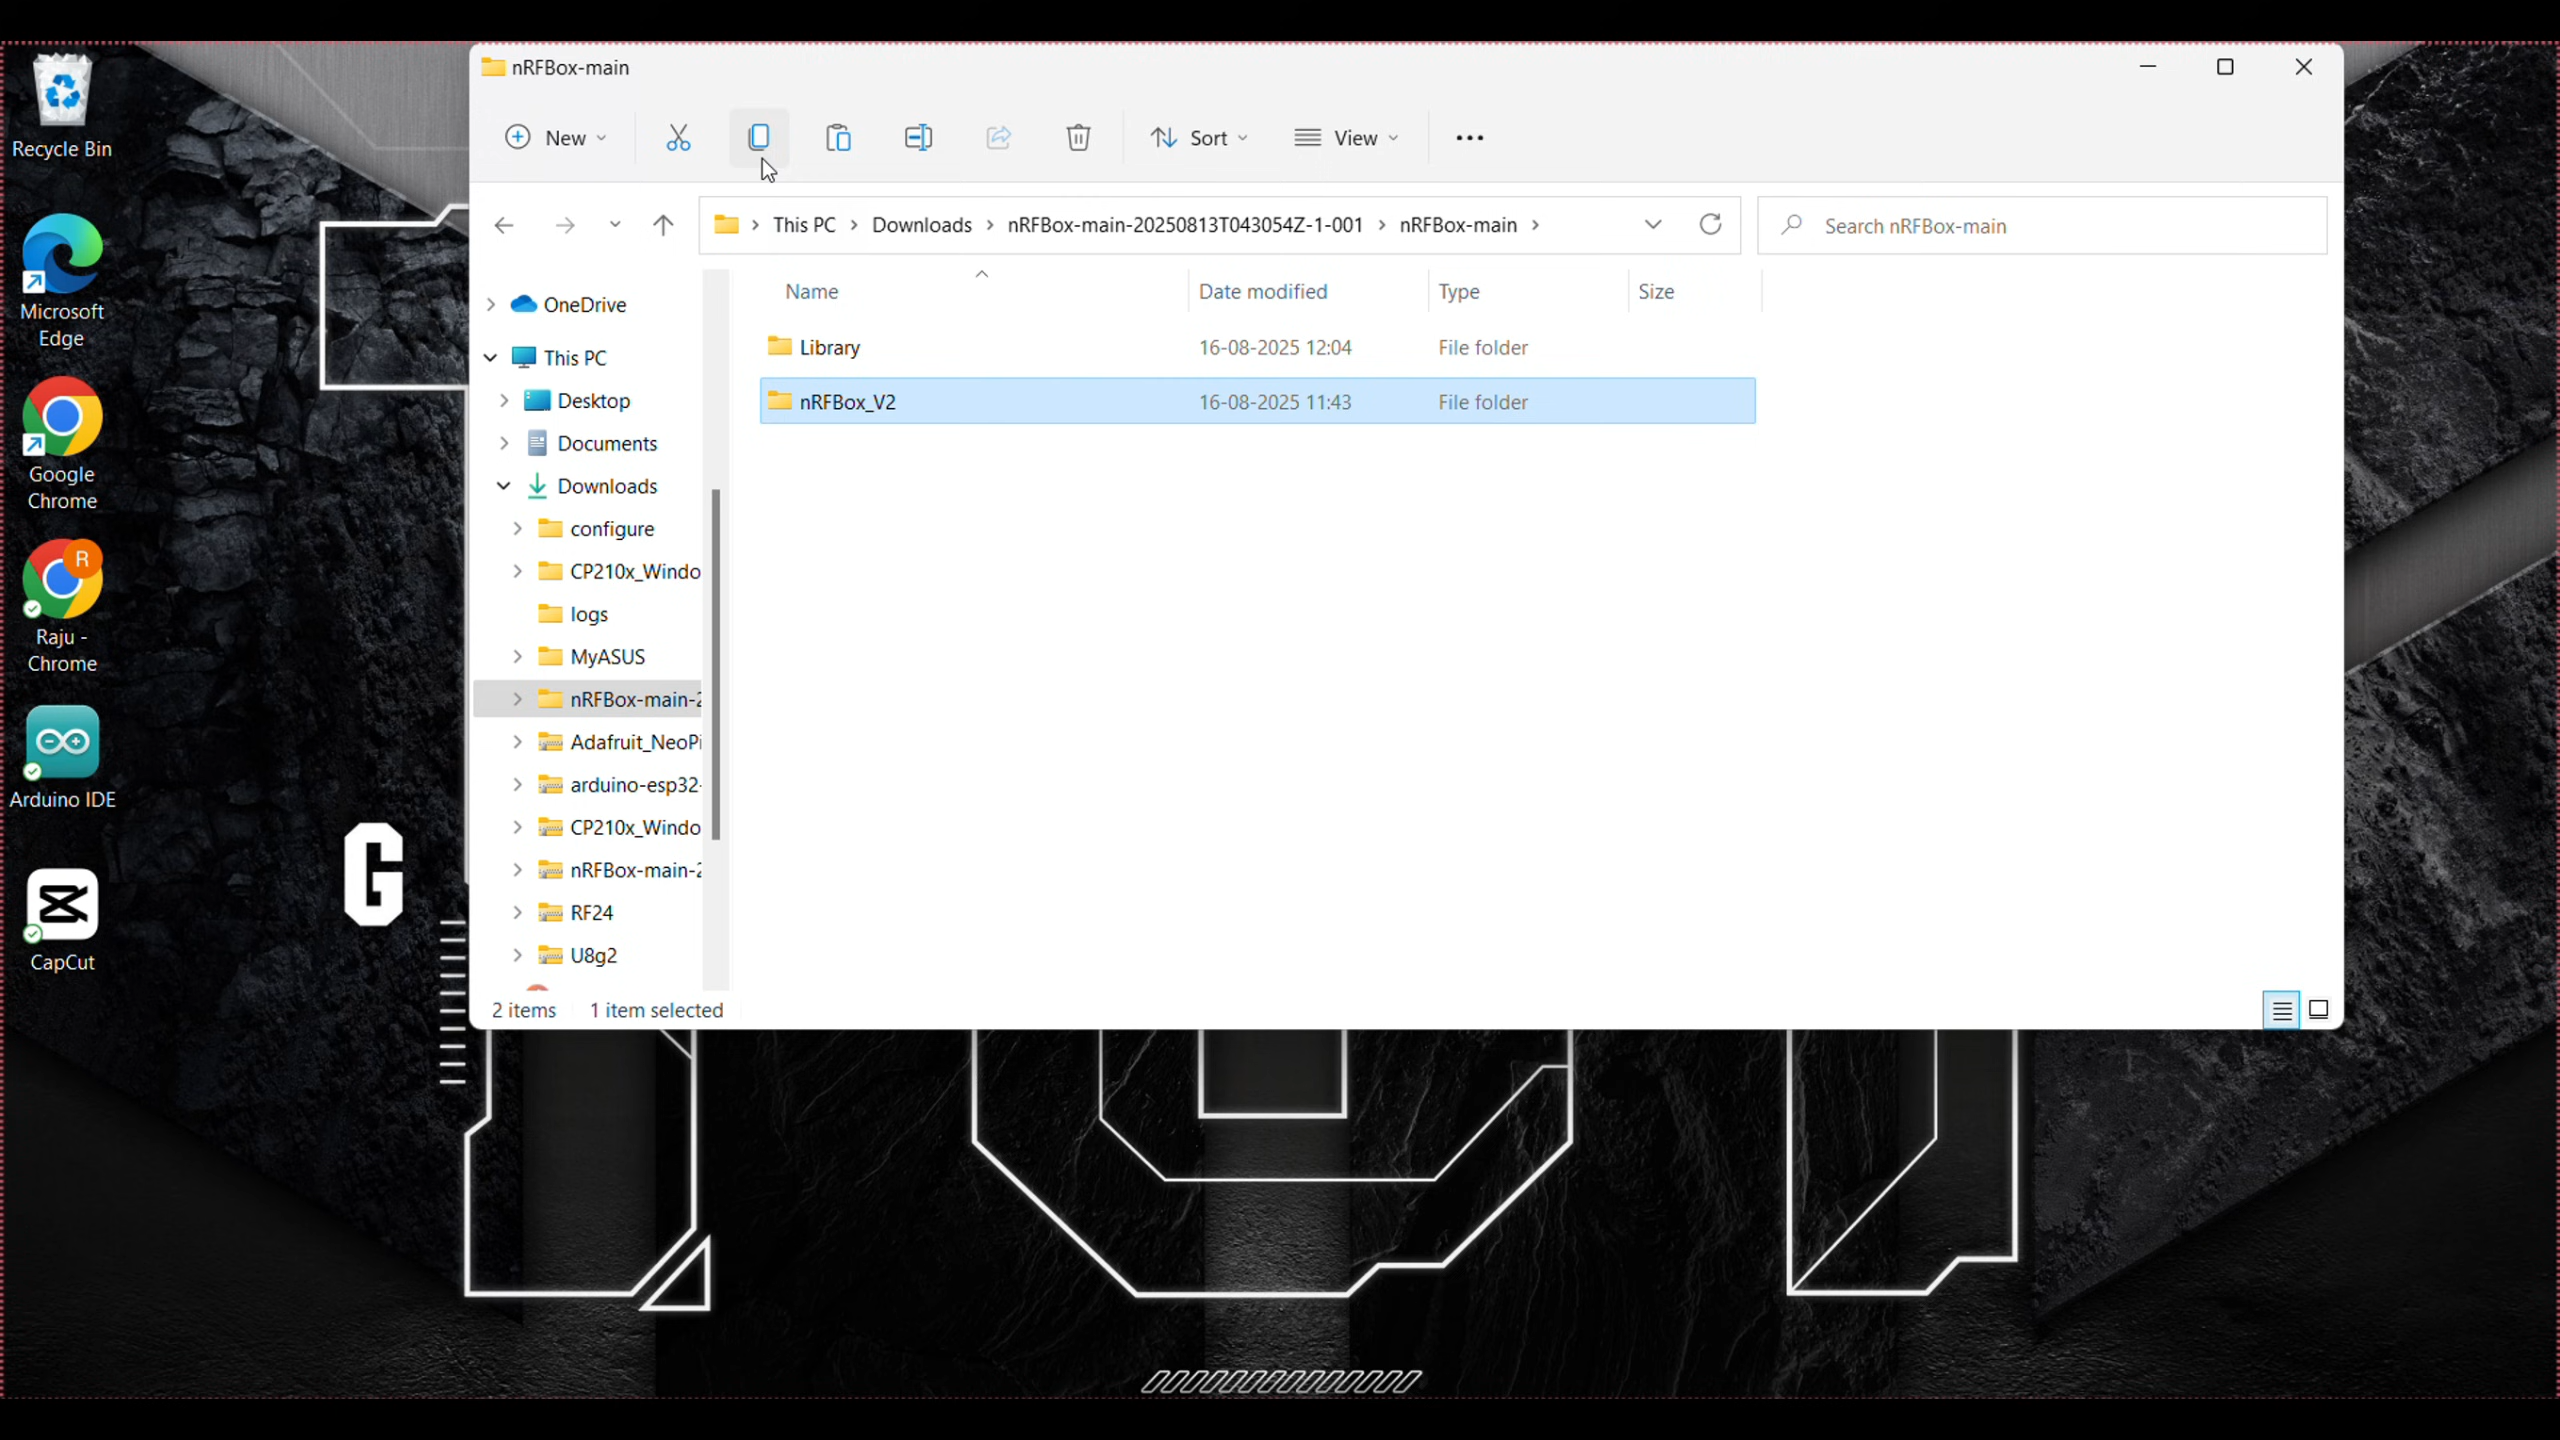 Recycle Bin
Microsoft
Edge
Google
Chrome
R
Raju -
Chrome
Arduino IDE
CapCut
G
nRFBox-main
New
Sort
View
This PC
Downloads
nRFBox-main-20250813T043054Z-1-001
nRFBox-main
Search nRFBox-main
OneDrive
This PC
Desktop
Documents
Downloads
configure
CP210x_Windo
logs
MyASUS
nRFBox-main-2
Adafruit_NeoPi
arduino-esp32-
CP210x_Windo
nRFBox-main-2
RF24
U8g2
Name Date modified Type Size
Library 16-08-2025 12:04 File folder
nRFBox_V2 16-08-2025 11:43 File folder
2 items 1 item selected